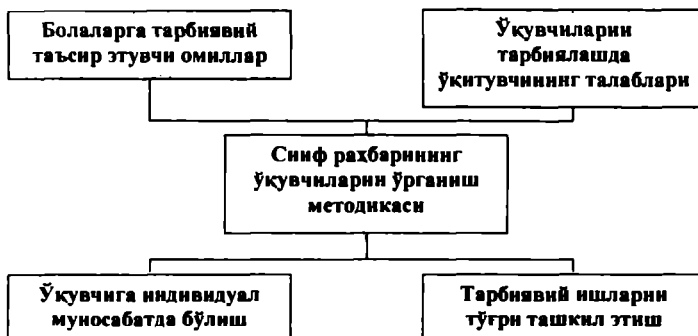 Болаларга тарбиявий
таъсир этувчи омиллар
Ўқувчиларни
тарбиялашда
ўқитувчининг талаблари
Синф раҳбарининг
ўқувчиларни ўрганиш
методикаси
Ўқувчига индивидуал
муносабатда бўлиш
Тарбиявий ишларни
тўғри ташкил этиш